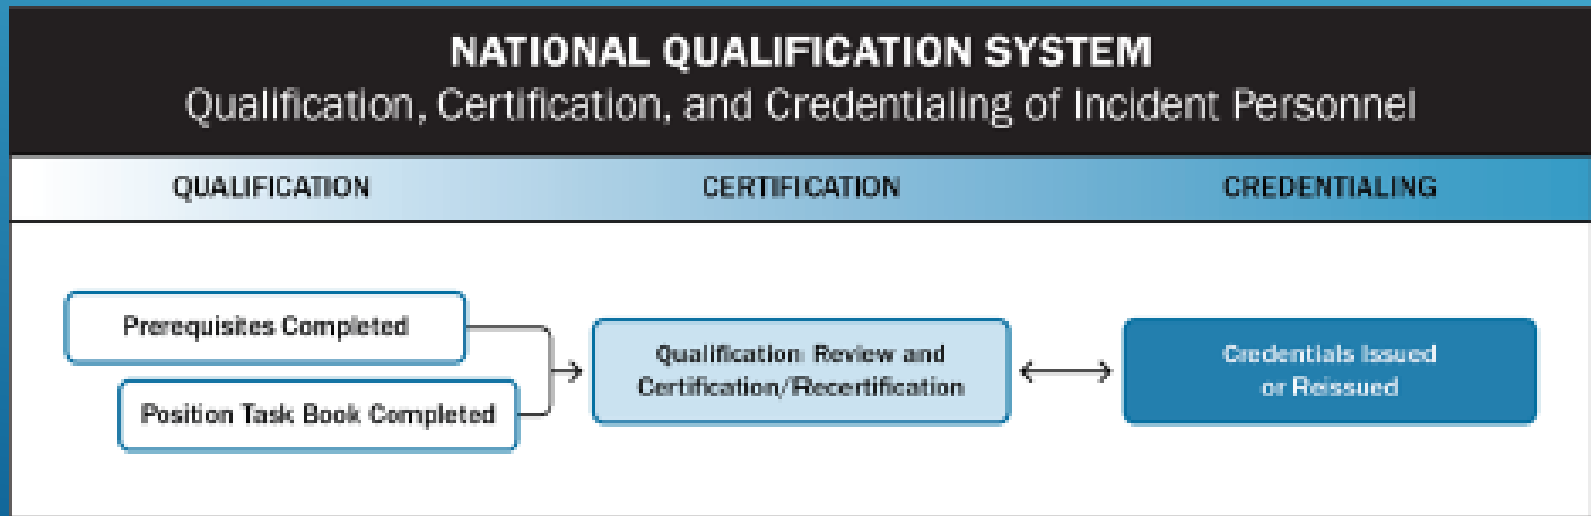 NATIONAL QUALIFICATION SYSTEM
Qualification, Certification, and Credentialing of Incident Personnel
QUALIFICATION
CERTIFICATION
CREDENTIALING
Prerequisites Completed
Position Task Book Completed
Qualification Review and
Certification/Recertification
Credentials Issued
or Reissued